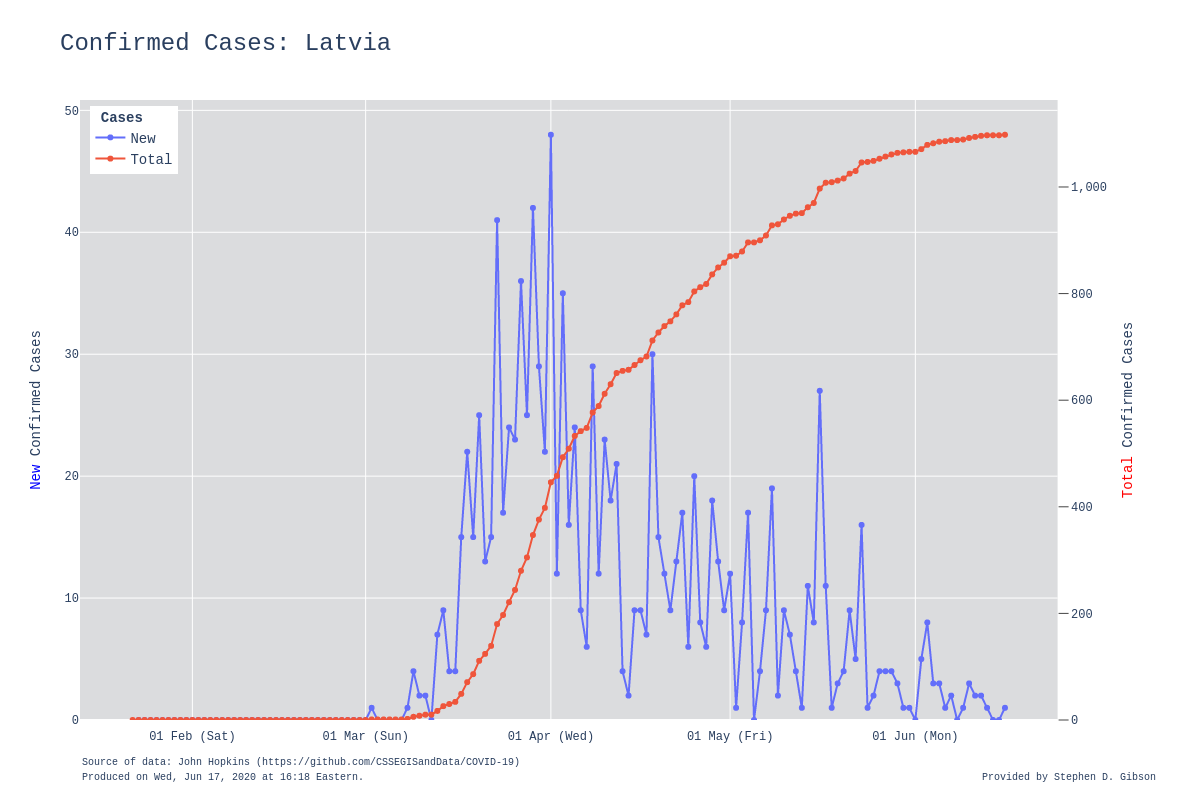 Confirmed Cases: Latvia
Cases
New
Total
50
40
30
20
10
0
New Confirmed Cases
1,000
800
600
400
200
0
Total Confirmed Cases
01 Feb (Sat)
01 Mar (Sun)
01 Apr (Wed)
01 May (Fri)
01 Jun (Mon)
Source of data: John Hopkins (https://github.com/CSSEGISandData/COVID-19)
Produced on Wed, Jun 17, 2020 at 16:18 Eastern.
Provided by Stephen D. Gibson